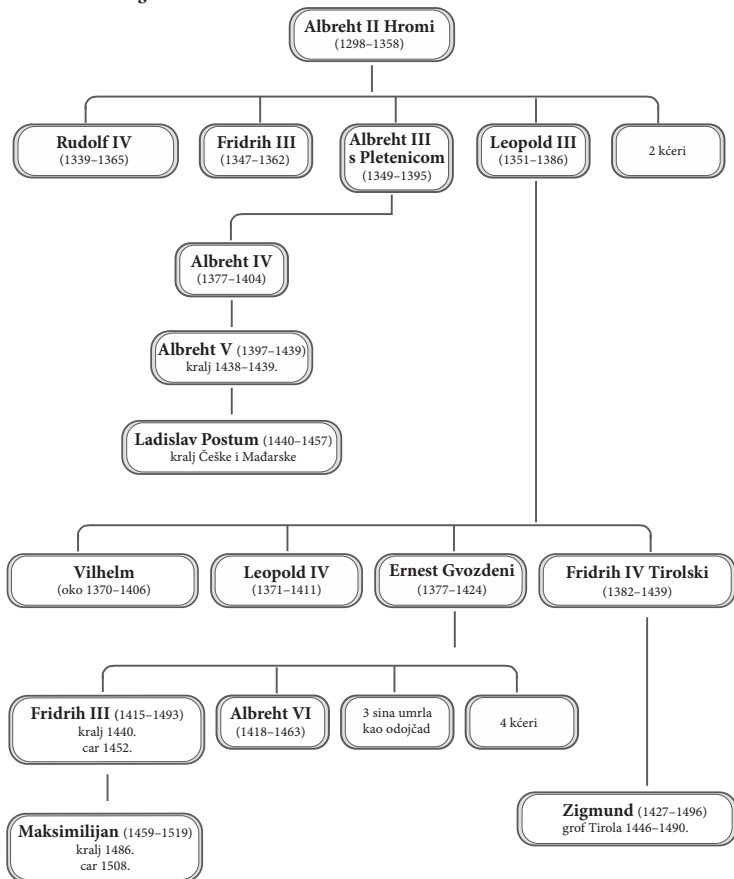 Albreht II Hromi
(1298–1358)
Rudolf IV
(1339–1365)
Fridrih III
(1347–1362)
Albreht III
s Pletenicom
(1349–1395)
Leopold III
(1351–1386)
2 kćeri
Albreht IV
(1377–1404)
Albreht V (1397–1439)
kralj 1438–1439.
Ladislav Postum (1440–1457)
kralj Češke i Mađarske
Vilhelm
(oko 1370–1406)
Leopold IV
(1371–1411)
Ernest Gvozdeni
(1377–1424)
Fridrih IV Tirolski
(1382–1439)
Fridrih III (1415–1493)
kralj 1440.
car 1452.
Albreht VI
(1418–1463)
3 sina umrla
kao odojčad
4 kćeri
Maksimilijan (1459–1519)
kralj 1486.
car 1508.
Zigmund (1427–1496)
grof Tirola 1446–1490.